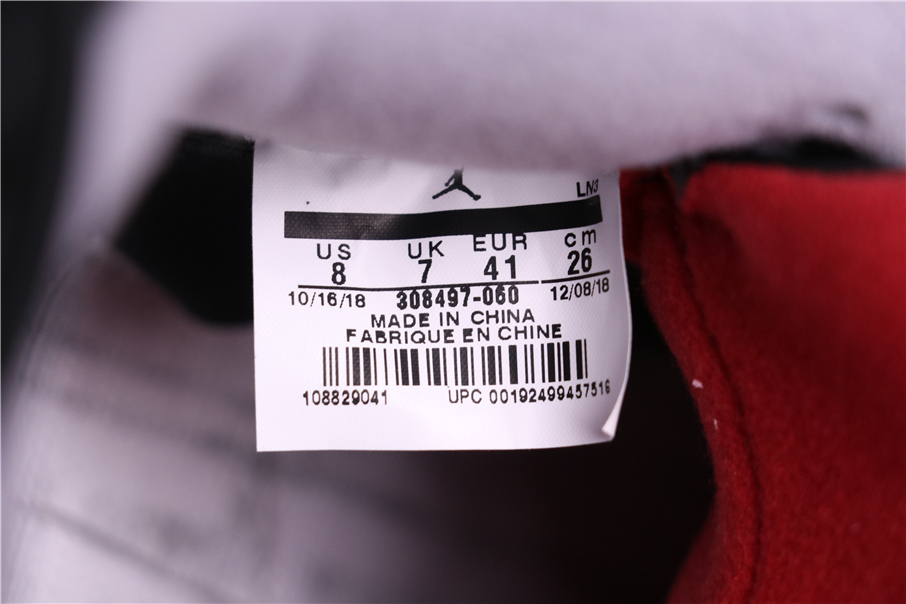 LN3
US UK EUR cm
8 7 41 26
10/16/18 308497-060 12/08/18
MADE IN CHINA
FABRIQUE EN CHINE
108829041 UPC 00192499457516